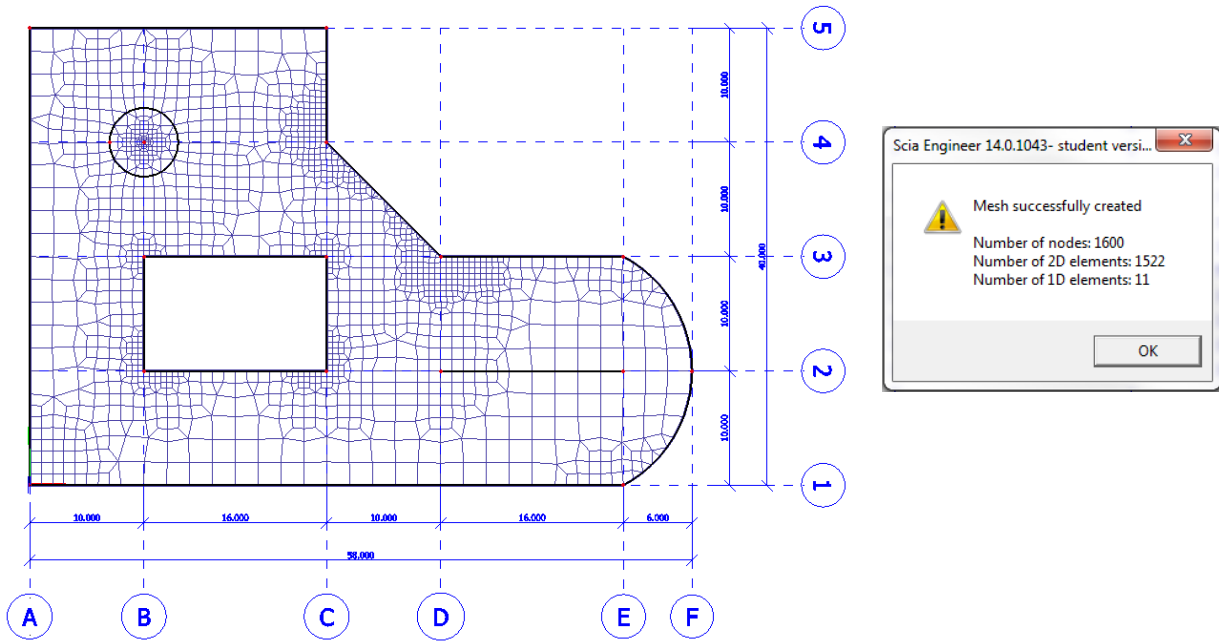 5
10.000
4
10.000
40.000
3
10.000
2
10.000
1
10.000
16.000
10.000
16.000
6.000
58.000
A
B
C
D
E
F
Scia Engineer 14.0.1043- student versi...
Mesh successfully created
Number of nodes: 1600
Number of 2D elements: 1522
Number of 1D elements: 11
OK